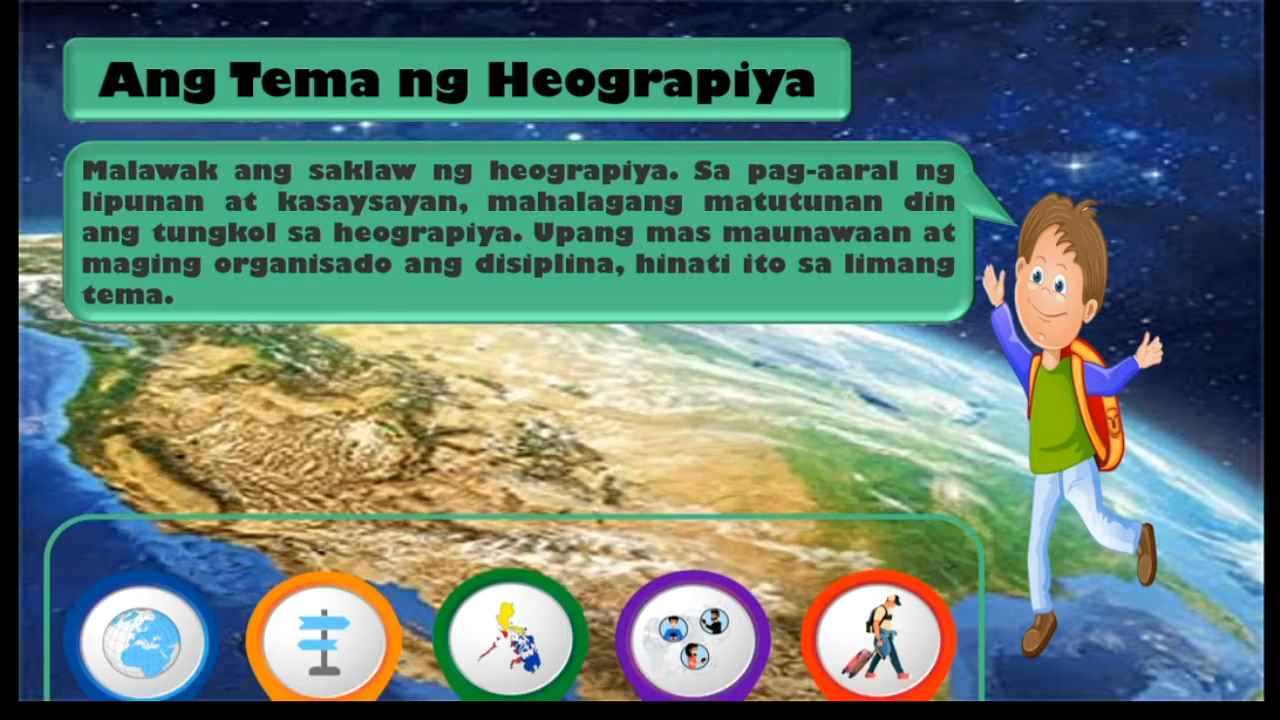 Ang Tema ng Heograpiya
Malawak ang saklaw ng heograpiya. Sa pag-aaral ng
lipunan at kasaysayan, mahalagang matutunan din
ang tungkol sa heograpiya. Upang mas maunawaan at
maging organisado ang disiplina, hinati ito sa limang
tema.